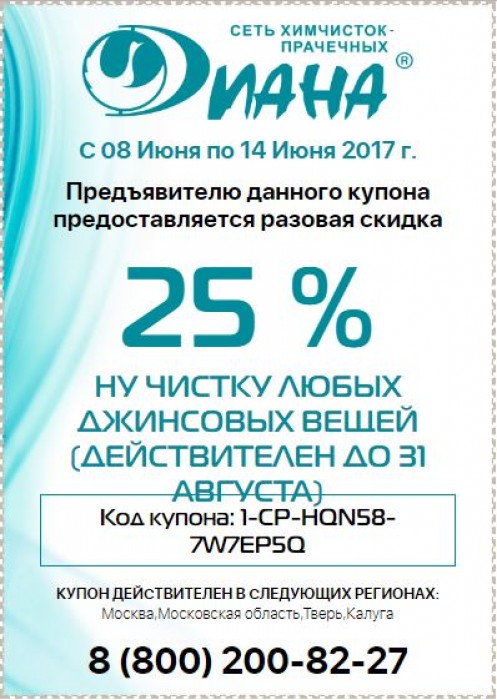 СЕТЬ ХИМЧИСТОК-
ПРАЧЕЧНЫХ
ДИАНА®
С 08 Июня по 14 Июня 2017 г.
Предъявителю данного купона
предоставляется разовая скидка
25 %
НУ ЧИСТКУ ЛЮБЫХ
ДЖИНСОВЫХ ВЕЩЕЙ
(ДЕЙСТВИТЕЛЕН ДО 31
АВГУСТА)
Код купона: 1-CP-HQN58-
7W7EP5Q
КУПОН ДЕЙСТВИТЕЛЕН В СЛЕДУЮЩИХ РЕГИОНАХ:
Москва,Московская область,Тверь,Калуга
8 (800) 200-82-27